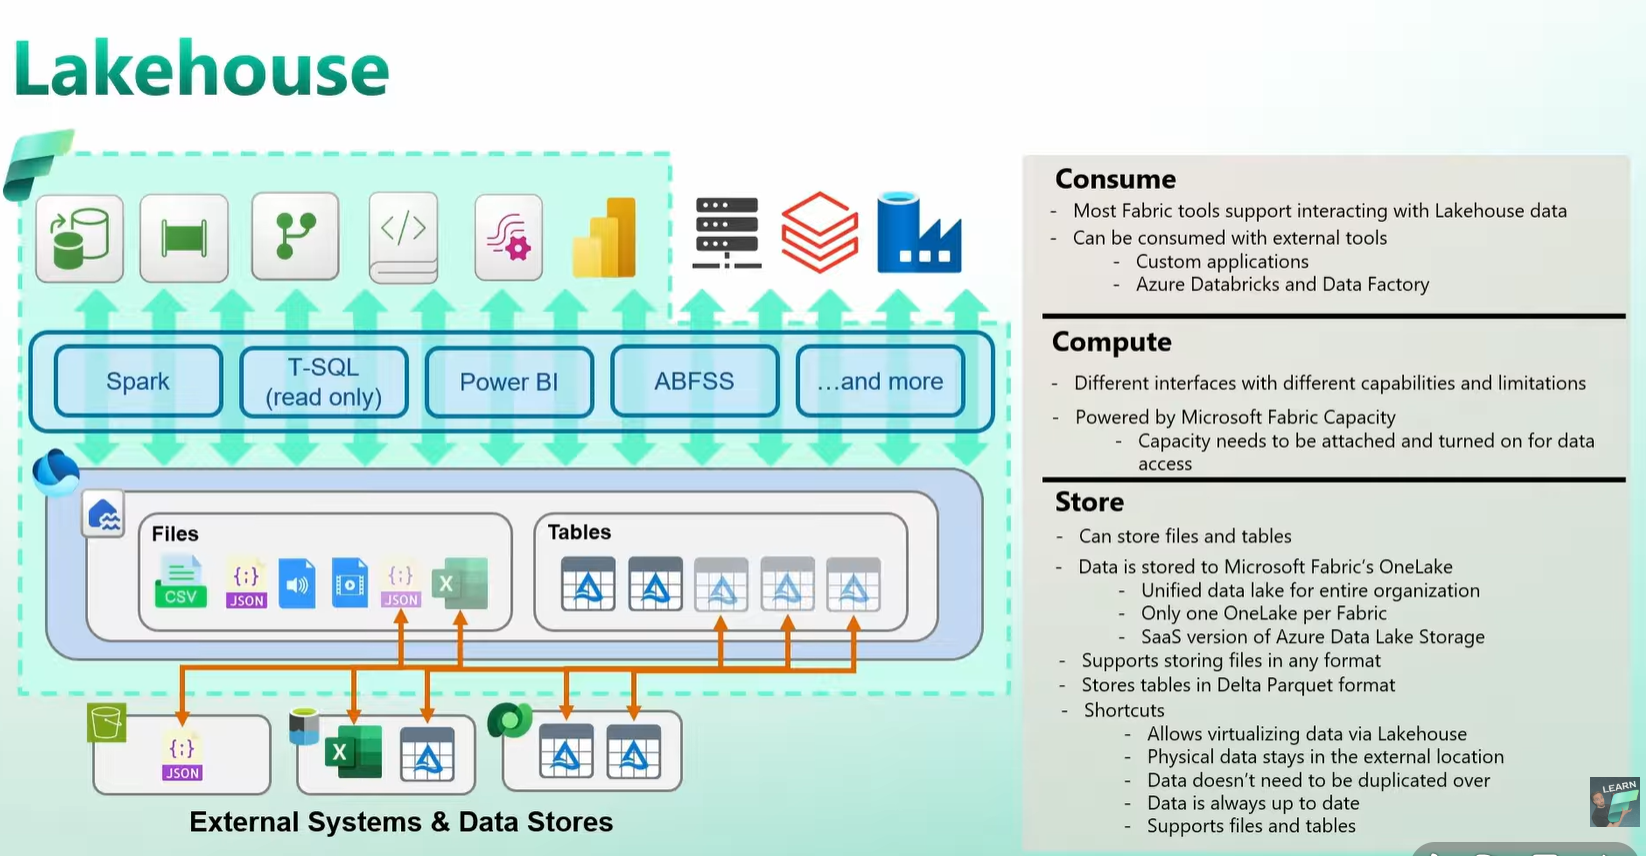 Lakehouse
Spark
T-SQL
(read only)
Power BI
ABFSS
...and more
Files
CSV
JSON
JSON
X
Tables
JSON
X
External Systems & Data Stores
Consume
- Most Fabric tools support interacting with Lakehouse data
- Can be consumed with external tools
- Custom applications
- Azure Databricks and Data Factory
Compute
- Different interfaces with different capabilities and limitations
- Powered by Microsoft Fabric Capacity
- Capacity needs to be attached and turned on for data
access
Store
- Can store files and tables
- Data is stored to Microsoft Fabric's OneLake
- Unified data lake for entire organization
- Only one OneLake per Fabric
- SaaS version of Azure Data Lake Storage
- Supports storing files in any format
- Stores tables in Delta Parquet format
- Shortcuts
- Allows virtualizing data via Lakehouse
- Physical data stays in the external location
- Data doesn't need to be duplicated over
- Data is always up to date
- Supports files and tables
LEARN